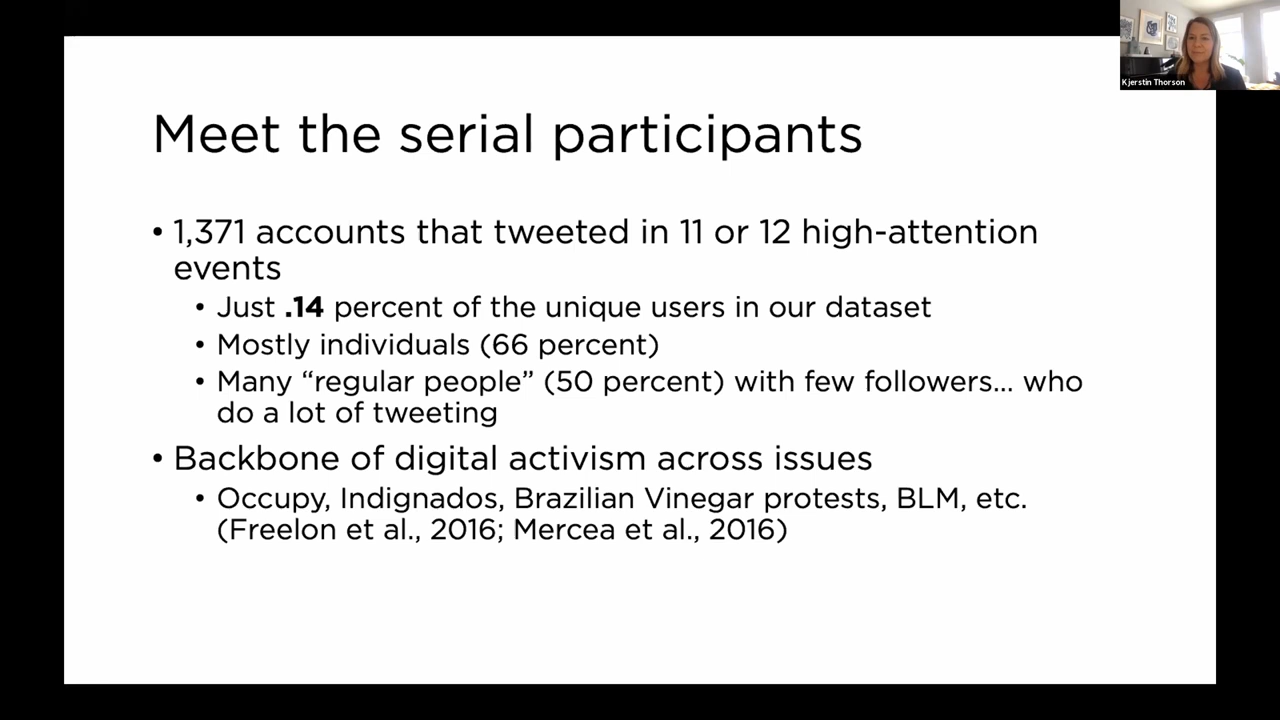 Kjerstin Thorson
Meet the serial participants
• 1,371 accounts that tweeted in 11 or 12 high-attention
events
• Just .14 percent of the unique users in our dataset
• Mostly individuals (66 percent)
• Many “regular people” (50 percent) with few followers... who
do a lot of tweeting
• Backbone of digital activism across issues
• Occupy, Indignados, Brazilian Vinegar protests, BLM, etc.
(Freelon et al., 2016; Mercea et al., 2016)